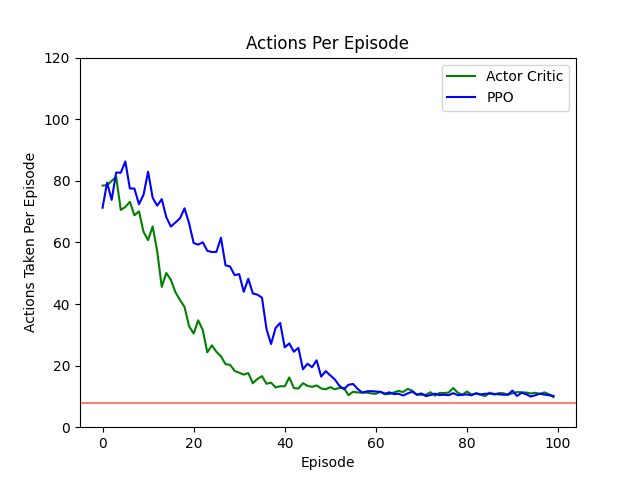 Actions Per Episode
Actor Critic
PPO
120
100
80
60
40
20
0
Actions Taken Per Episode
0 20 40 60 80 100
Episode